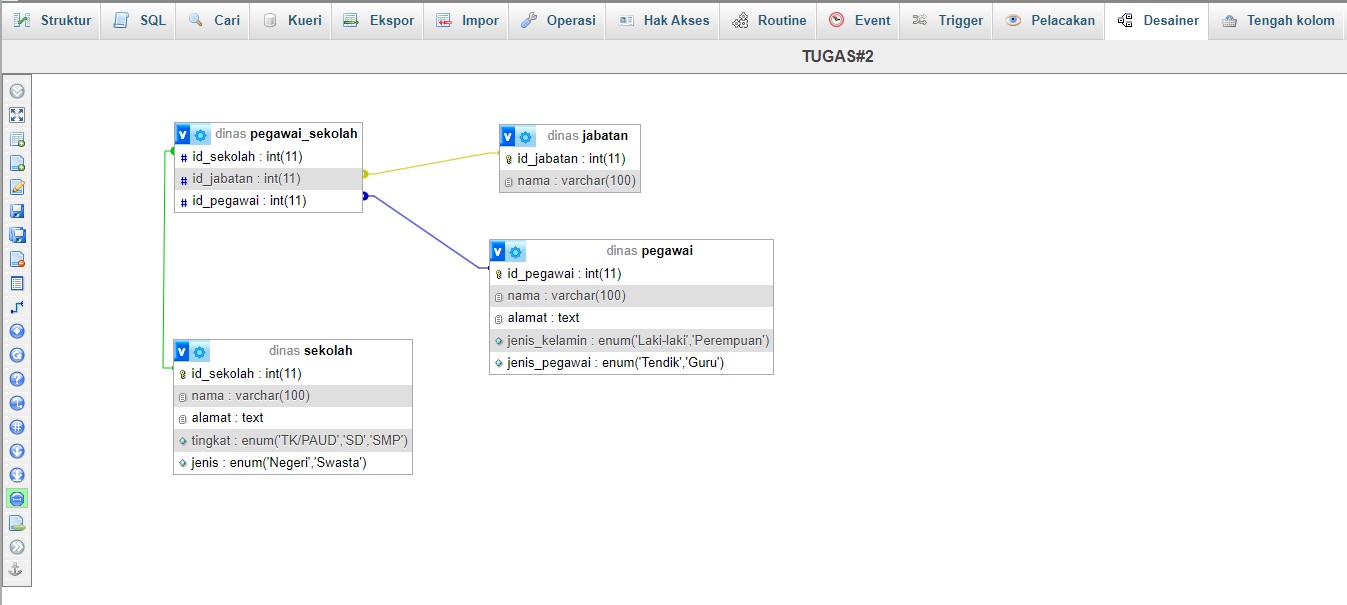 Struktur SQL Cari Kueri Ekspor Impor Operasi Hak Akses Routine Event Trigger Pelacakan Desainer Tengah kolom
TUGAS#2
v dinas pegawai_sekolah
# id_sekolah : int(11)
# id_jabatan : int(11)
# id_pegawai : int(11)
v dinas jabatan
id_jabatan : int(11)
nama : varchar(100)
v dinas pegawai
id_pegawai : int(11)
nama : varchar(100)
alamat : text
jenis_kelamin : enum('Laki-laki','Perempuan')
jenis_pegawai : enum('Tendik','Guru')
v dinas sekolah
id_sekolah : int(11)
nama : varchar(100)
alamat : text
tingkat : enum('TK/PAUD','SD','SMP')
jenis : enum('Negeri','Swasta')